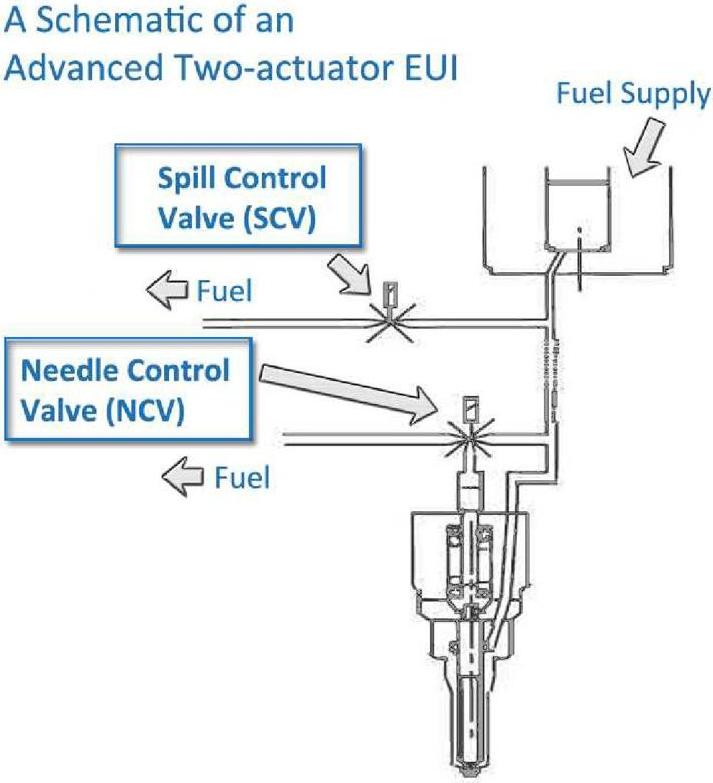 A Schematic of an
Advanced Two-actuator EUI
Fuel Supply
Spill Control
Valve (SCV)
Fuel
Needle Control
Valve (NCV)
Fuel